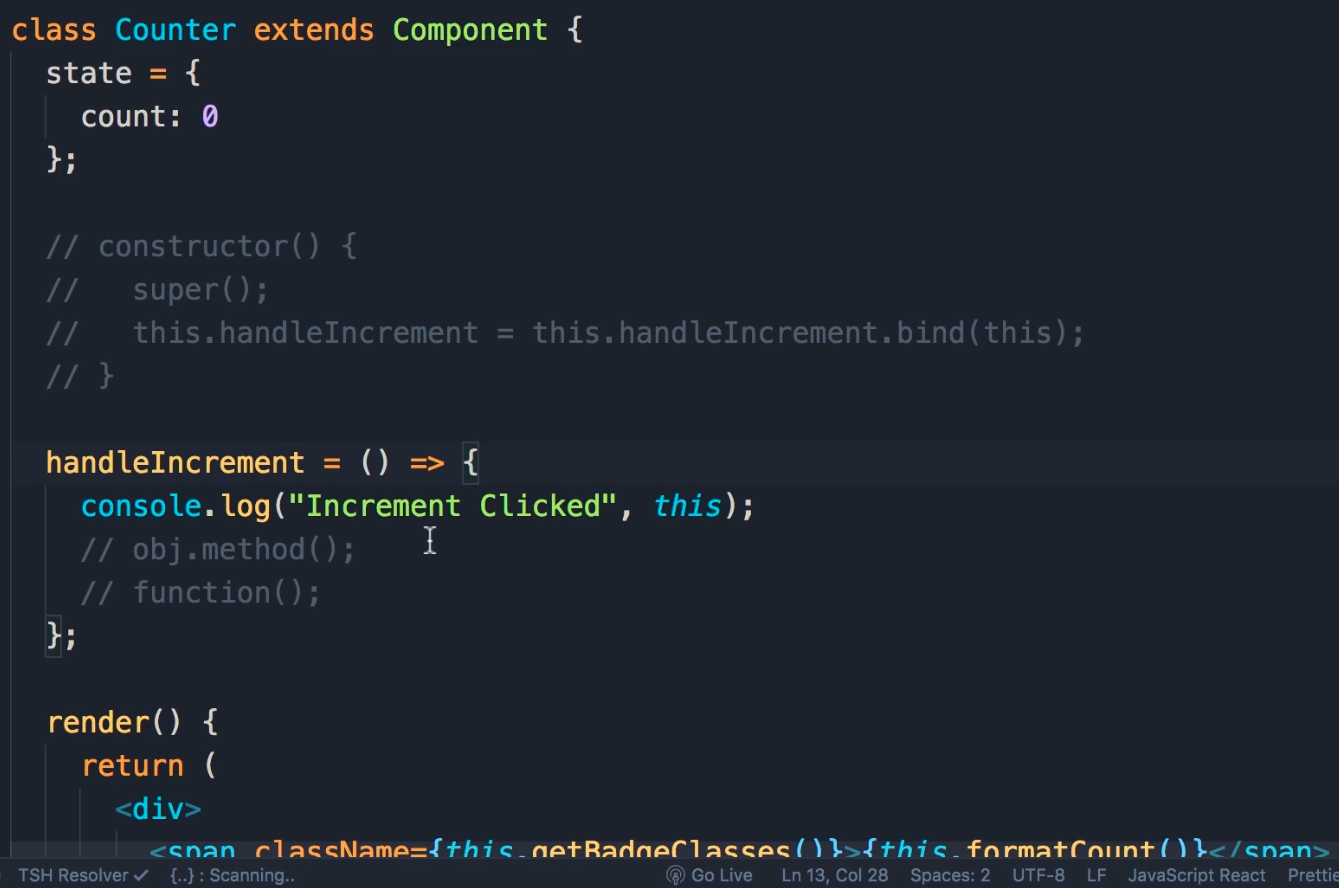 class Counter extends Component {
state = {
count: 0
};
// constructor() {
//   super();
//   this.handleIncrement = this.handleIncrement.bind(this);
// }
handleIncrement = () => {
console.log("Increment Clicked", this);
// obj.method();
// function();
};
render() {
return (
<div>
<span className={this.getBadgeClasses()}>{this.formatCount()}</span>
TSH Resolver ✓ {..} : Scanning.. Go Live Ln 13, Col 28 Spaces: 2 UTF-8 LF JavaScript React Prettie